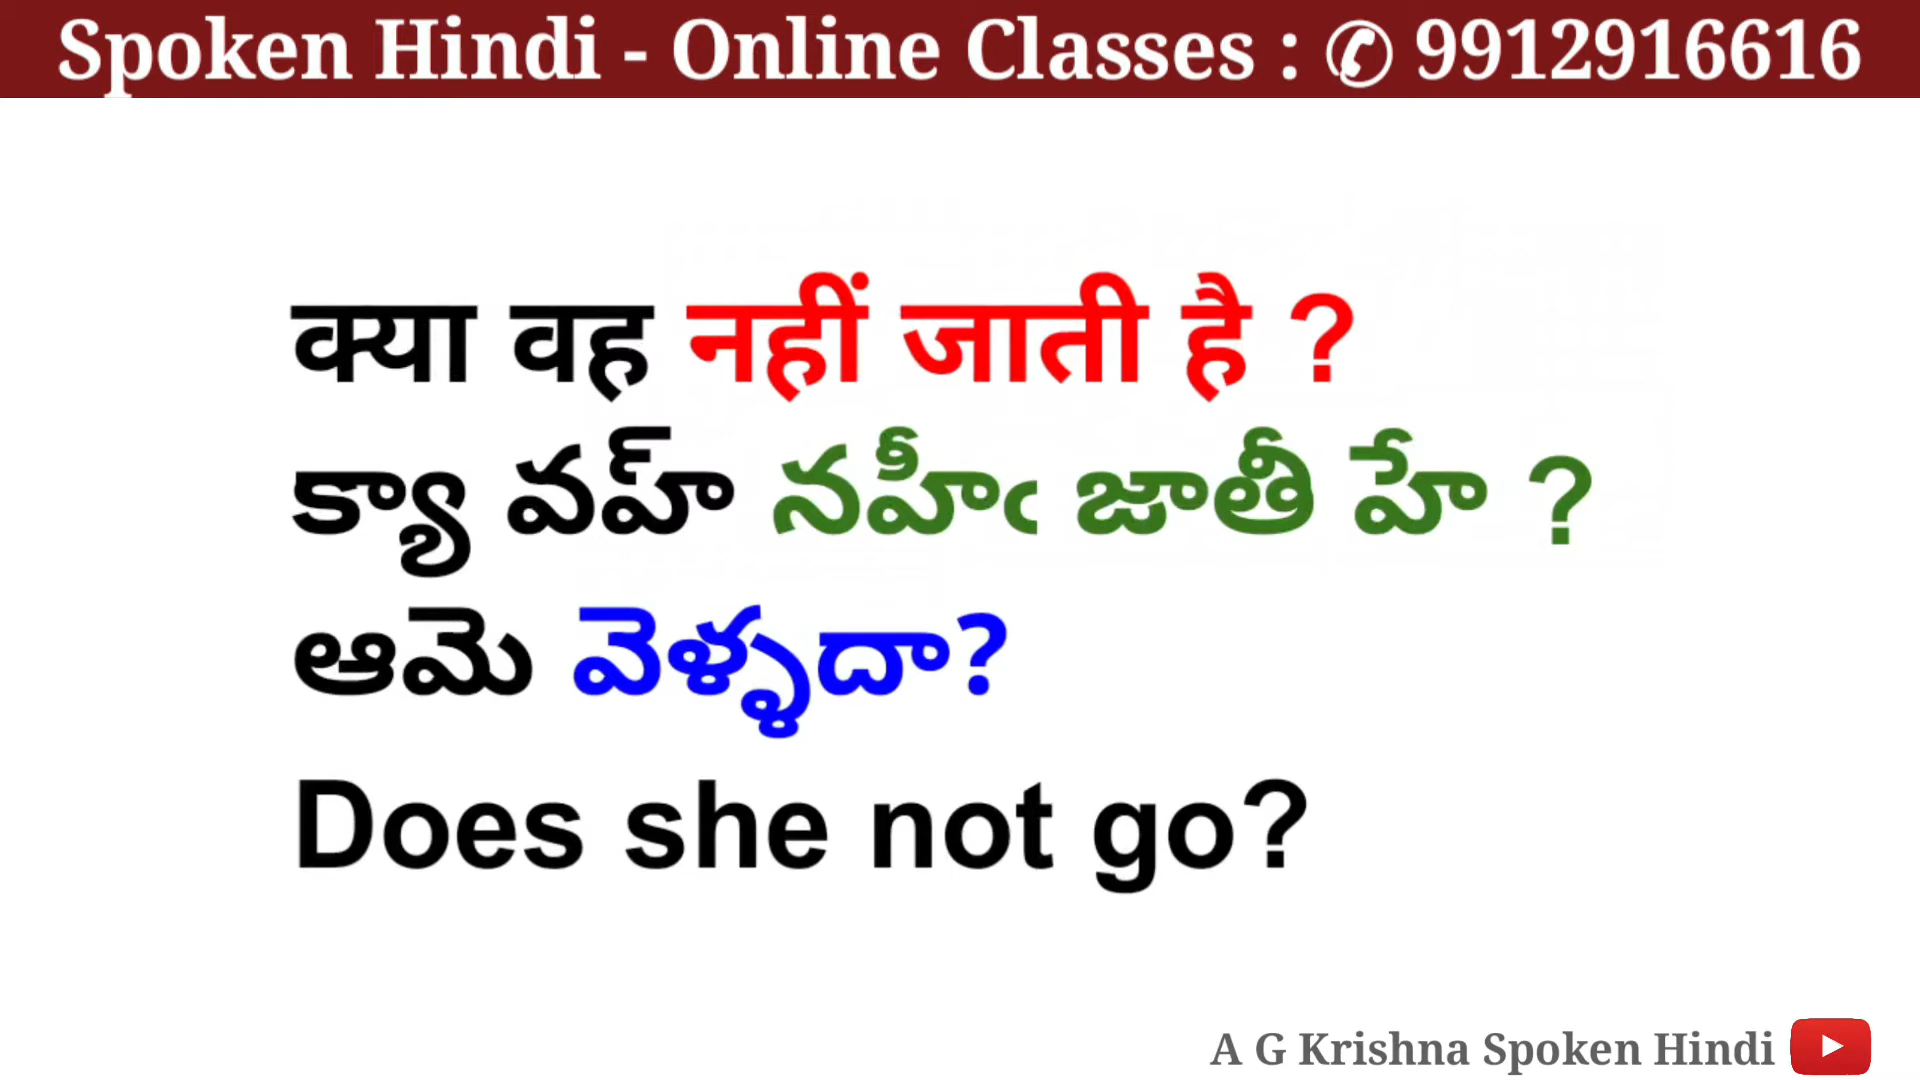 Spoken Hindi - Online Classes : ✆ 9912916616
क्या वह नहीं जाती है ?
క్యా వహ్ నహీఁ జాతీ హే ?
ఆమె వెళ్ళదా?
Does she not go?
A G Krishna Spoken Hindi